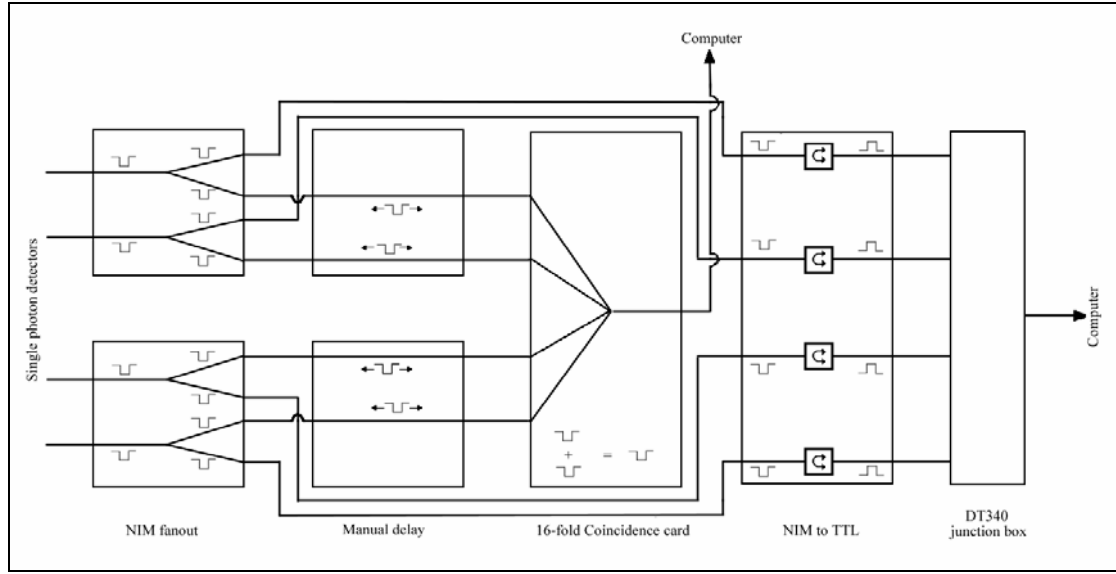 Computer
Single photon detectors
+
=
Computer
NIM fanout
Manual delay
16-fold Coincidence card
NIM to TTL
DT340
junction box